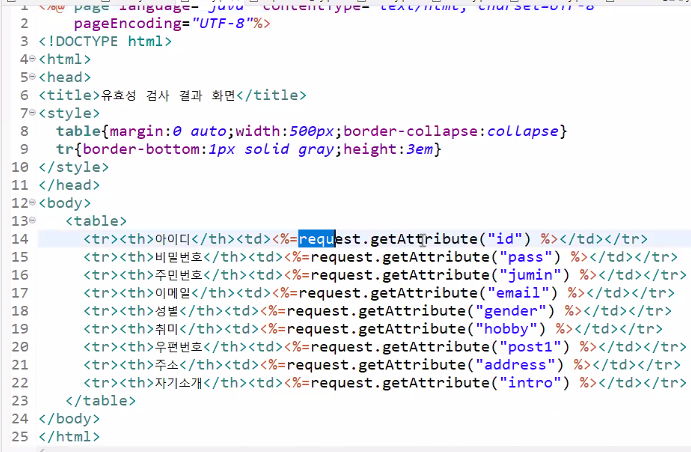 <%@ page language="java" contentType="text/html; charset=UTF-8"
2 pageEncoding="UTF-8"%>
3 <!DOCTYPE html>
4 <html>
5 <head>
6 <title>유효성 검사 결과 화면</title>
7 <style>
8 table{margin:0 auto;width:500px;border-collapse:collapse}
9 tr{border-bottom:1px solid gray;height:3em}
10 </style>
11 </head>
12 <body>
13 <table>
14 <tr><th>아이디</th><td><%=request.getAttribute("id") %></td></tr>
15 <tr><th>비밀번호</th><td><%=request.getAttribute("pass") %></td></tr>
16 <tr><th>주민번호</th><td><%=request.getAttribute("jumin") %></td></tr>
17 <tr><th>이메일</th><td><%=request.getAttribute("email") %></td></tr>
18 <tr><th>성별</th><td><%=request.getAttribute("gender") %></td></tr>
19 <tr><th>취미</th><td><%=request.getAttribute("hobby") %></td></tr>
20 <tr><th>우편번호</th><td><%=request.getAttribute("post1") %></td></tr>
21 <tr><th>주소</th><td><%=request.getAttribute("address") %></td></tr>
22 <tr><th>자기소개</th><td><%=request.getAttribute("intro") %></td></tr>
23 </table>
24 </body>
25 </html>